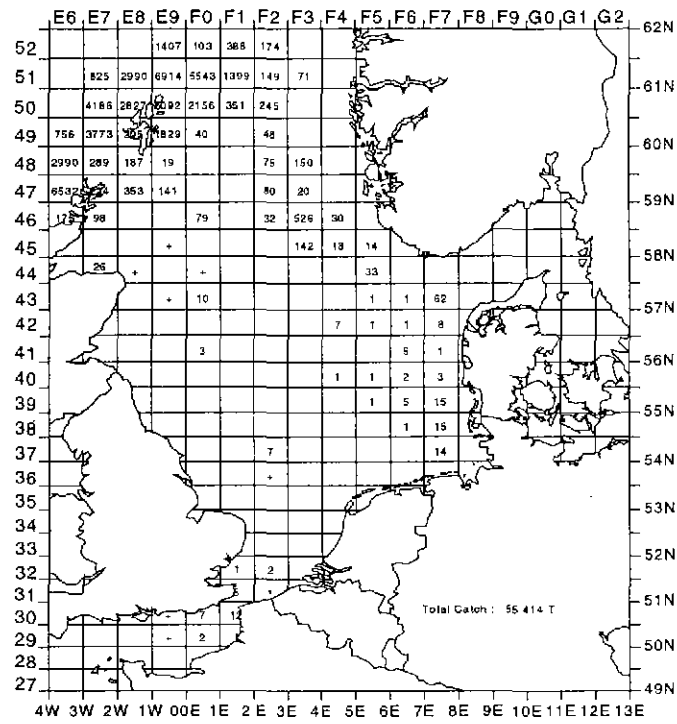 E6 E7 E8 E9 F0 F1 F2 F3 F4 F5 F6 F7 F8 F9 G0 G1 G2
62N
52 1407 103 388 174
51 825 2990 6914 5543 1399 149 71 61N
50 4186 2827 2156 351 245
49 756 3773 1829 40 48 60N
48 2990 289 187 19 75 150
47 6532 353 141 80 20 59N
46 98 79 32 526 30
45 + 142 13 14 58N
44 26 + + 33
43 + 10 1 1 62 57N
42 7 1 1 8
41 3 1 56N
40 1 1 2 3
39 1 5 15 55N
38 1 15
37 7 14 54N
36 +
35 53N
34
33 52N
32 1 2
31 51N
30 + 7
Total Catch : 55 414 T
29 + 2 50N
28
27 49N
4W 3W 2W 1W 00E 1E 2E 3E 4E 5E 6E 7E 8E 9E 10E 11E 12E 13E